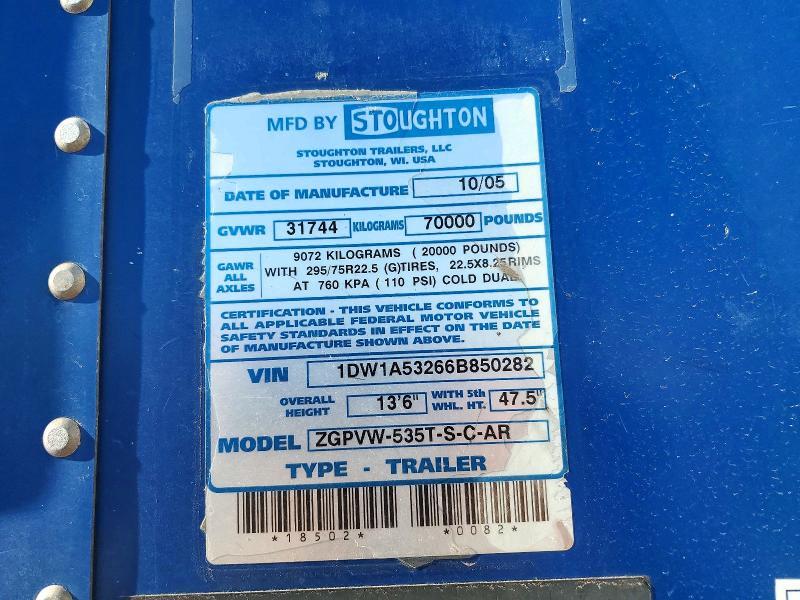 MFD BY STOUGHTON
STOUGHTON TRAILERS, LLC
STOUGHTON, WI. USA
DATE OF MANUFACTURE 10/05
GVWR 31744 KILOGRAMS 70000 POUNDS
GAWR ALL AXLES
9072 KILOGRAMS ( 20000 POUNDS)
WITH 295/75R22.5 (G)TIRES, 22.5X8.25RIMS
AT 760 KPA ( 110 PSI) COLD DUAL
CERTIFICATION - THIS VEHICLE CONFORMS TO
ALL APPLICABLE FEDERAL MOTOR VEHICLE
SAFETY STANDARDS IN EFFECT ON THE DATE
OF MANUFACTURE SHOWN ABOVE.
VIN 1DW1A53266B850282
OVERALL HEIGHT 13'6" WITH 5th WHL. HT. 47.5"
MODEL ZGPVW-535T-S-C-AR
TYPE - TRAILER
*18502* *0082*